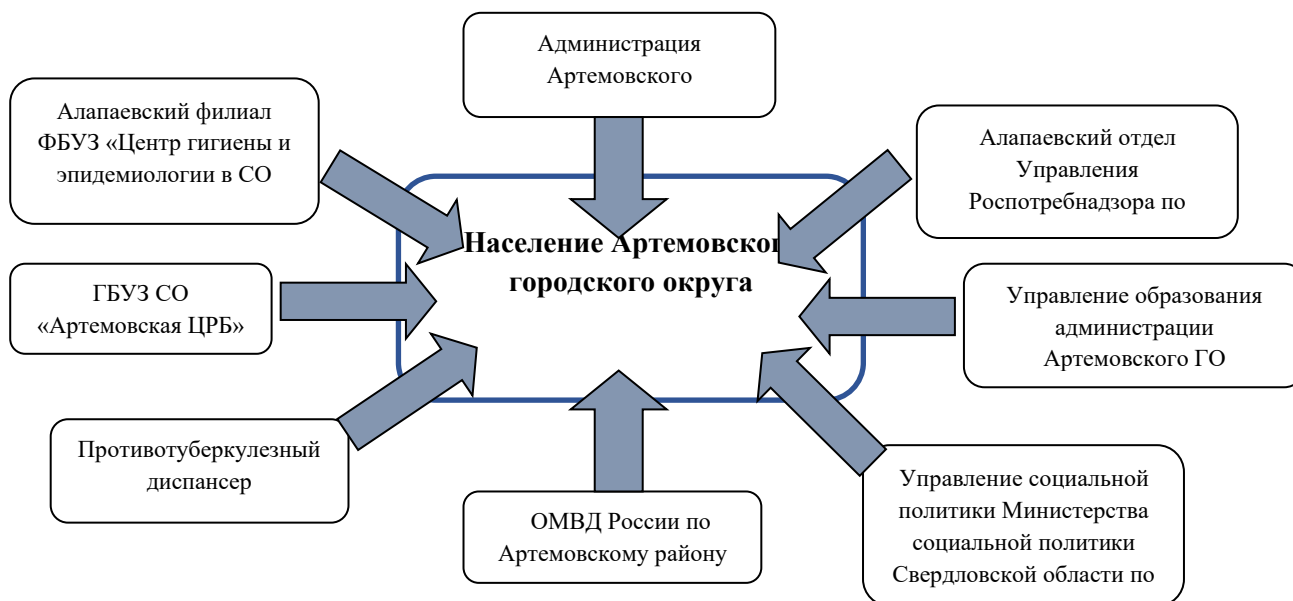 Администрация
Артемовского
Алапаевский филиал
ФБУЗ «Центр гигиены и
эпидемиологии в СО
Алапаевский отдел
Управления
Роспотребнадзора по
Население Артемовског
городского округа
ГБУЗ СО
«Артемовская ЦРБ»
Управление образования
администрации
Артемовского ГО
Противотуберкулезный
диспансер
ОМВД России по
Артемовскому району
Управление социальной
политики Министерства
социальной политики
Свердловской области по